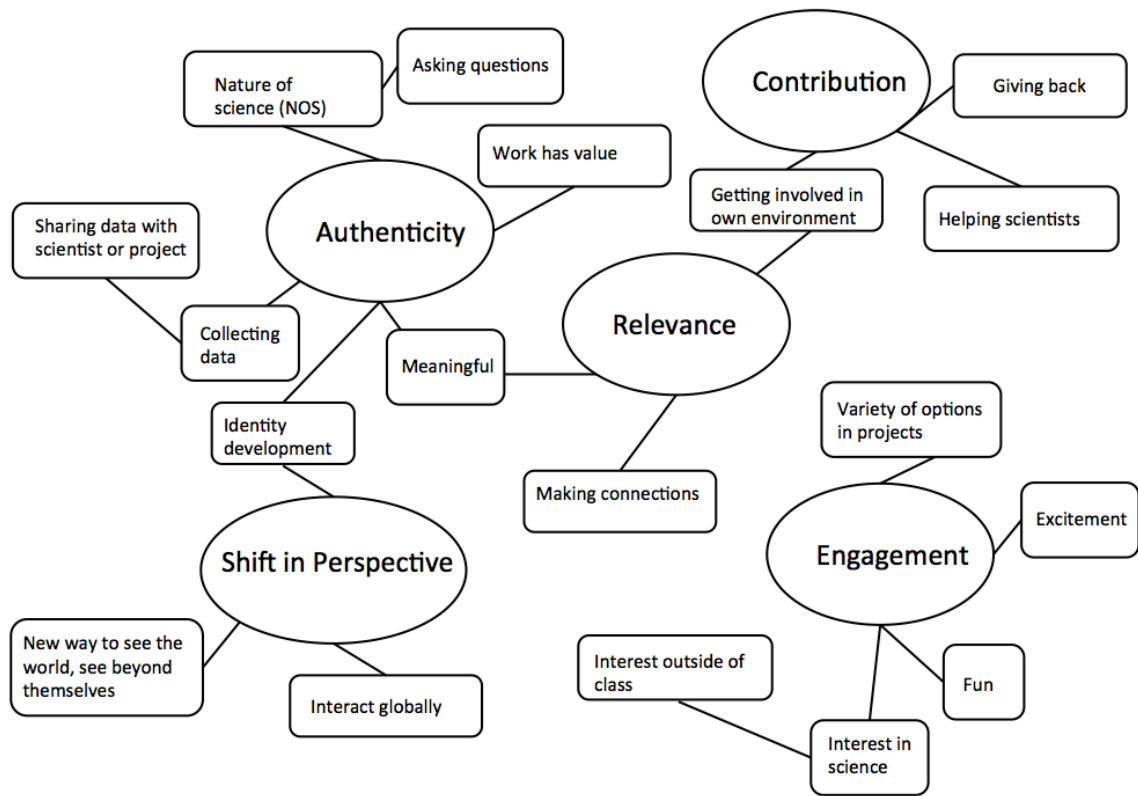 Asking questions
Nature of
science (NOS)
Contribution
Giving back
Work has value
Getting involved in
own environment
Sharing data with
scientist or project
Authenticity
Helping scientists
Relevance
Collecting
data
Meaningful
Variety of options
in projects
Identity
development
Making connections
Excitement
Shift in Perspective
Engagement
New way to see the
world, see beyond
themselves
Interest outside of
class
Fun
Interact globally
Interest in
science